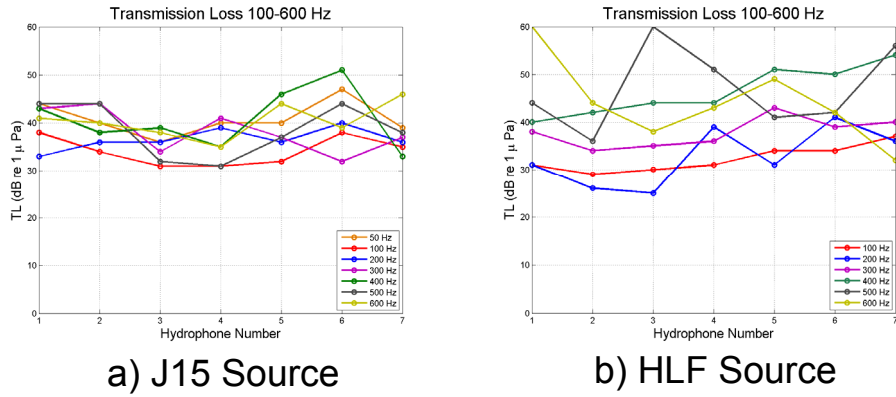 Transmission Loss 100-600 Hz
60
50
40
30
20
10
0
TL (dB re 1 μ Pa)
1 2 3 4 5 6 7
Hydrophone Number
50 Hz
100 Hz
200 Hz
300 Hz
400 Hz
500 Hz
600 Hz
a) J15 Source
Transmission Loss 100-600 Hz
60
50
40
30
20
10
0
TL (dB re 1 μ Pa)
1 2 3 4 5 6 7
Hydrophone Number
100 Hz
200 Hz
300 Hz
400 Hz
500 Hz
600 Hz
b) HLF Source